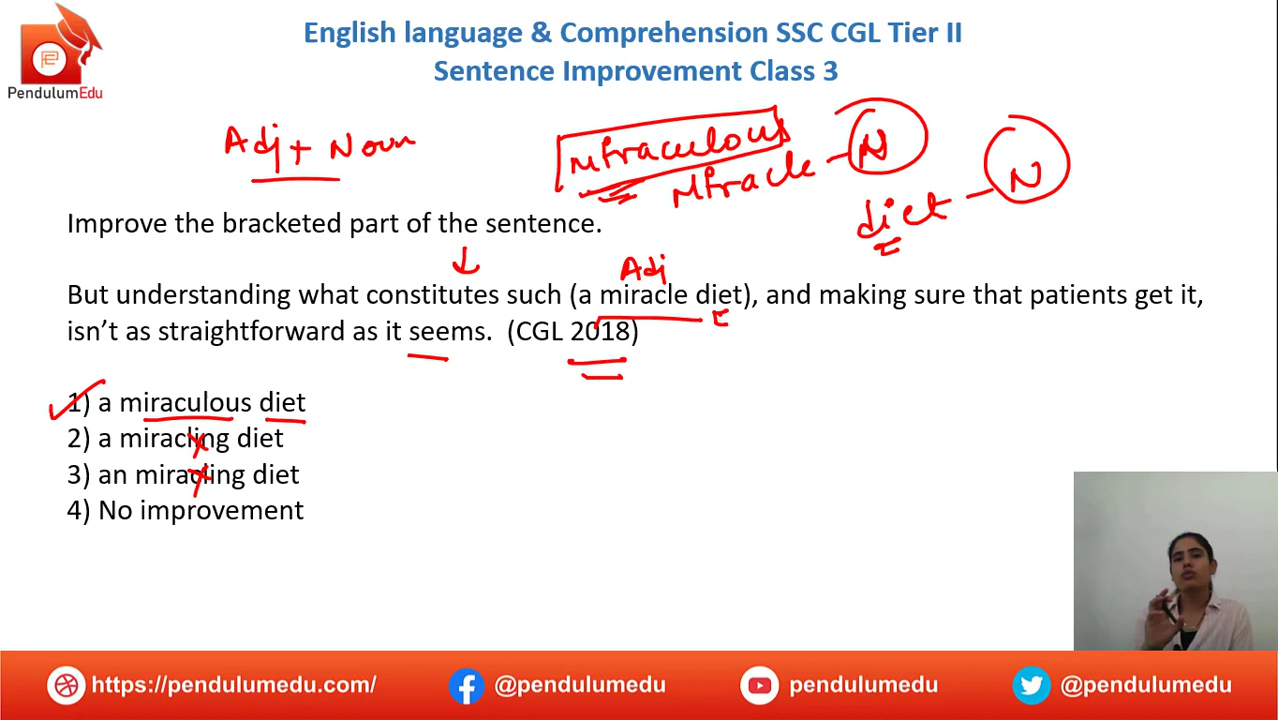 English language & Comprehension SSC CGL Tier II
Sentence Improvement Class 3
PendulumEdu
Adj + Noun
Miraculous
Miracle - N
diet - N
Improve the bracketed part of the sentence.
Adj
But understanding what constitutes such (a miracle diet), and making sure that patients get it,
isn't as straightforward as it seems. (CGL 2018)
1) a miraculous diet
2) a miracling diet
3) an miracling diet
4) No improvement
https://pendulumedu.com/
@pendulumedu
pendulumedu
@pendulumedu